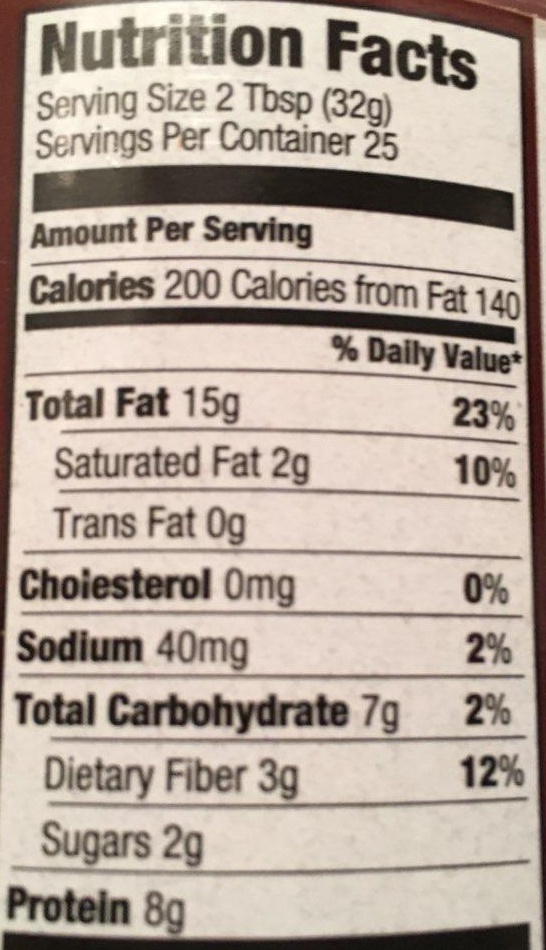 Nutrition Facts
Serving Size 2 Tbsp (32g)
Servings Per Container 25
Amount Per Serving
Calories 200 Calories from Fat 140
% Daily Value*
Total Fat 15g 23%
Saturated Fat 2g 10%
Trans Fat 0g
Cholesterol 0mg 0%
Sodium 40mg 2%
Total Carbohydrate 7g 2%
Dietary Fiber 3g 12%
Sugars 2g
Protein 8g